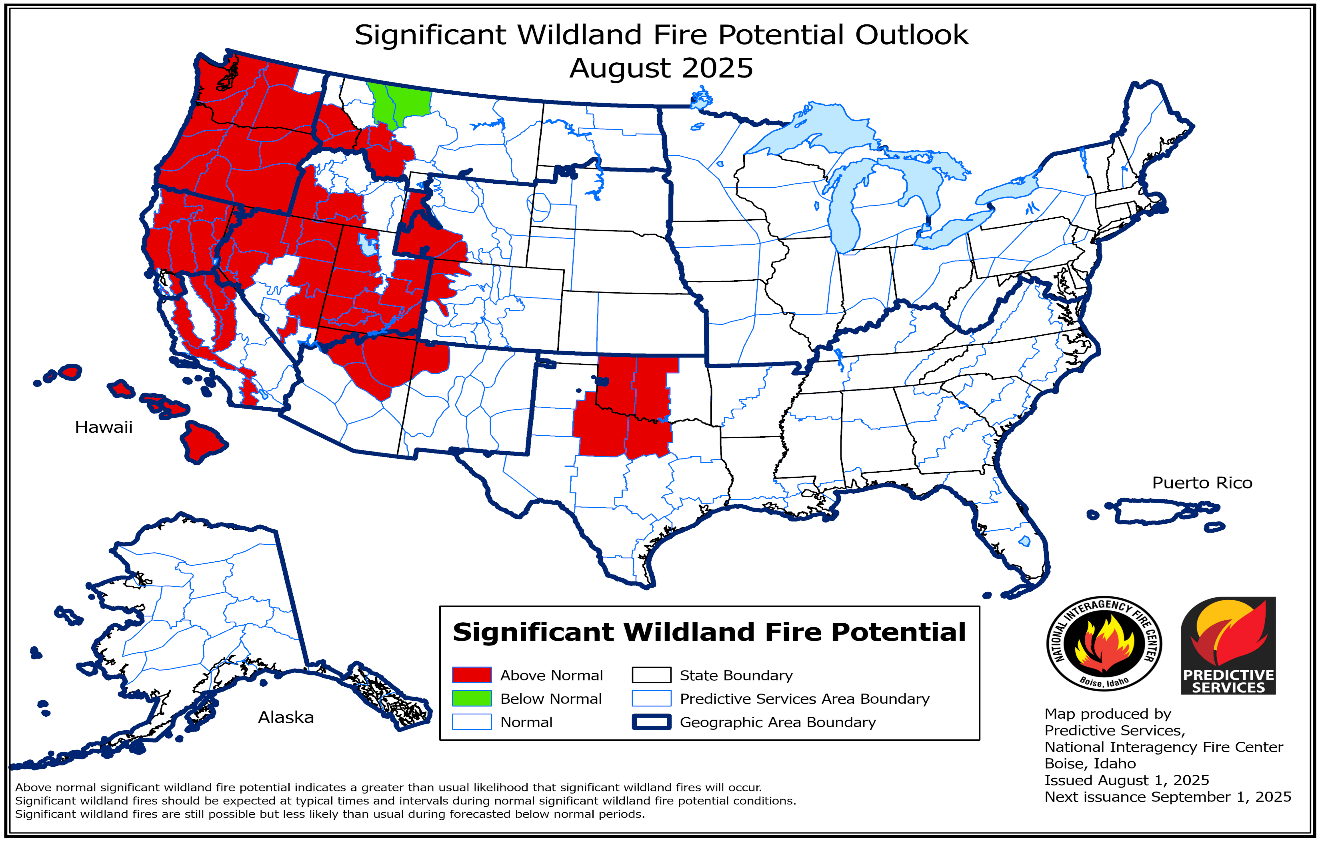 Significant Wildland Fire Potential Outlook
August 2025
Hawaii
Puerto Rico
Alaska
Significant Wildland Fire Potential
Above Normal
State Boundary
Below Normal
Predictive Services Area Boundary
Normal
Geographic Area Boundary
NATIONAL INTERAGENCY FIRE CENTER
Boise, Idaho
PREDICTIVE
SERVICES
Map produced by
Predictive Services,
National Interagency Fire Center
Boise, Idaho
Issued August 1, 2025
Next issuance September 1, 2025
Above normal significant wildland fire potential indicates a greater than usual likelihood that significant wildland fires will occur.
Significant wildland fires should be expected at typical times and intervals during normal significant wildland fire potential conditions.
Significant wildland fires are still possible but less likely than usual during forecasted below normal periods.